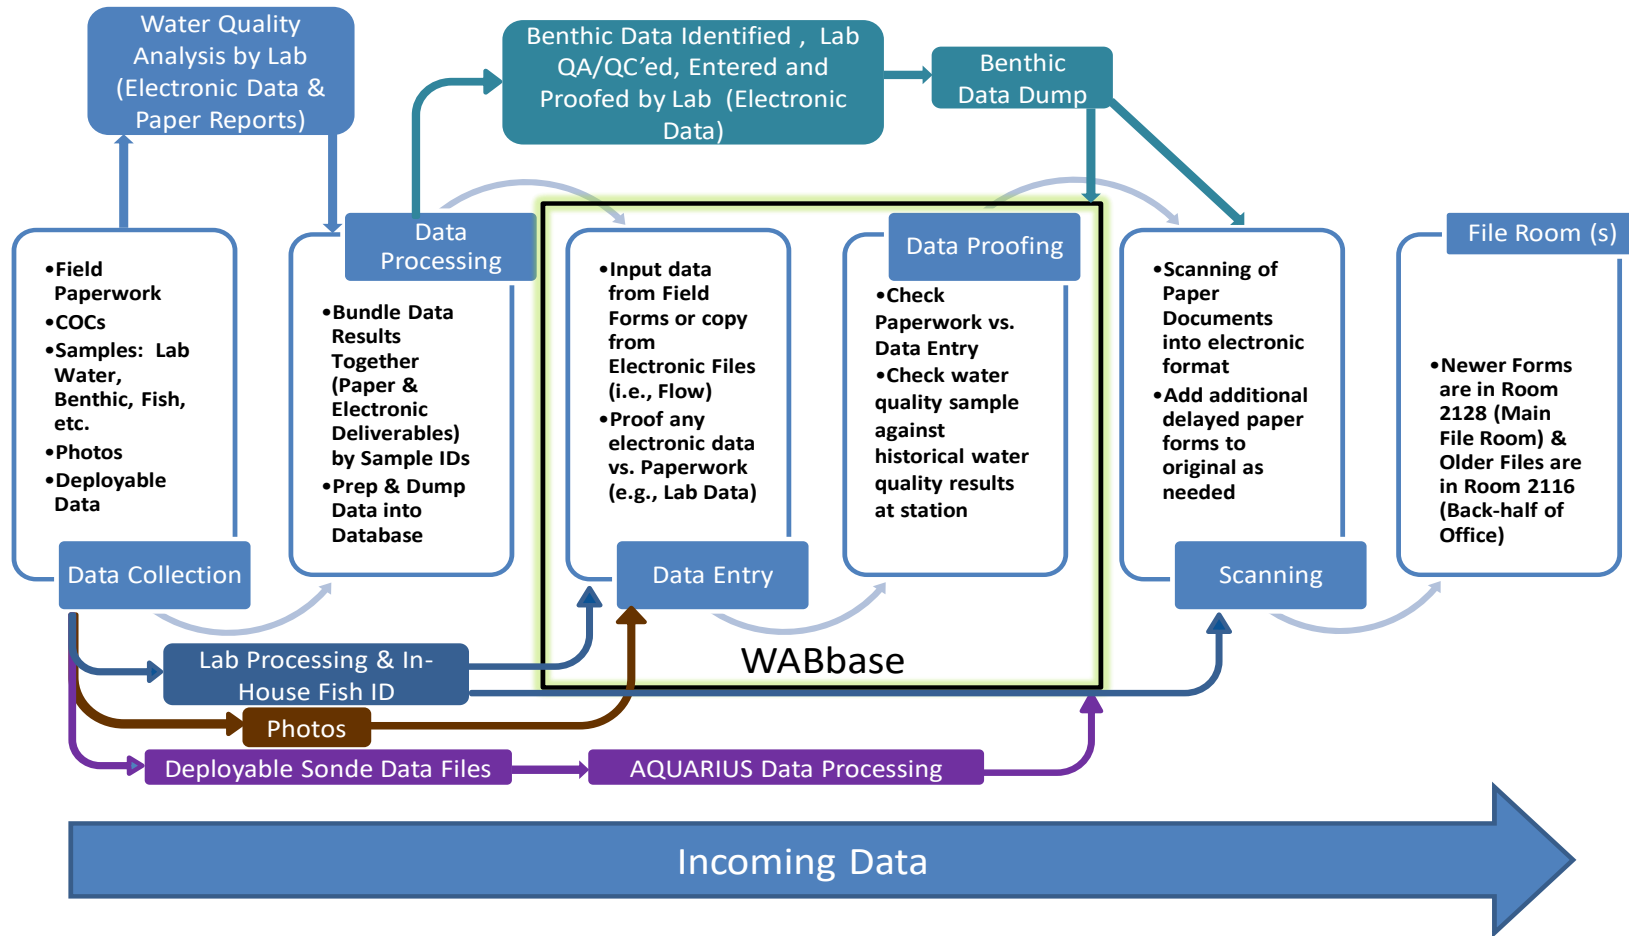 Water Quality
Analysis by Lab
(Electronic Data &
Paper Reports)
Benthic Data Identified , Lab
QA/QC'ed, Entered and
Proofed by Lab (Electronic
Data)
Benthic
Data Dump
•Field
Paperwork
•COCs
•Samples: Lab
Water,
Benthic, Fish,
etc.
•Photos
•Deployable
Data
Data Collection
Data
Processing
•Bundle Data
Results
Together
(Paper &
Electronic
Deliverables)
by Sample IDs
•Prep & Dump
Data into
Database
•Input data
from Field
Forms or copy
from
Electronic Files
(i.e., Flow)
•Proof any
electronic data
vs. Paperwork
(e.g., Lab Data)
Data Entry
Data Proofing
•Check
Paperwork vs.
Data Entry
•Check water
quality sample
against
historical water
quality results
at station
WABbase
•Scanning of
Paper
Documents
into electronic
format
•Add additional
delayed paper
forms to
original as
needed
Scanning
File Room (s)
•Newer Forms
are in Room
2128 (Main
File Room) &
Older Files are
in Room 2116
(Back-half of
Office)
Lab Processing & In-
House Fish ID
Photos
Deployable Sonde Data Files
AQUARIUS Data Processing
Incoming Data